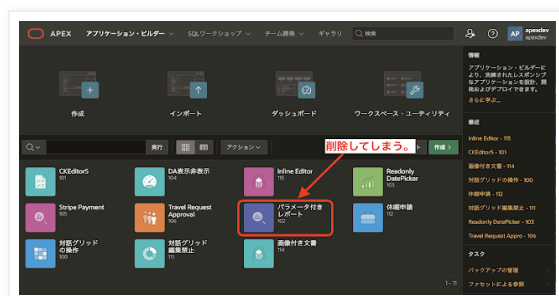 APEX アプリケーション・ビルダー SQLワークショップ チーム開発 ギャラリ 検索 AP apexdev
apexdev
作成 インポート ダッシュボード ワークスペース・ユーティリティ
実行 アクション 作成
削除してしまう。
CKEditor5
101
DA表示非表示
104
Inline Editor
115
Readonly
DatePicker
103
Stripe Payment
105
Travel Request
Approval
106
パラメータ付き
レポート
102
休暇申請
112
対話グリッド
の操作
100
対話グリッド
編集禁止
111
画像付き文書
114
1 - 11
情報
アプリケーション・ビルダーに
より、洗練されたレスポンシブ
なアプリケーションを設計、開
発およびデプロイできます。
さらに学ぶ...
最近
Inline Editor - 115
CKEditor5 - 101
画像付き文書 - 114
対話グリッドの操作 - 100
休暇申請 - 112
対話グリッド編集禁止 - 111
Readonly DatePicker - 103
Travel Request Appro - 106
タスク
バックアップの管理
ファセットによる参照